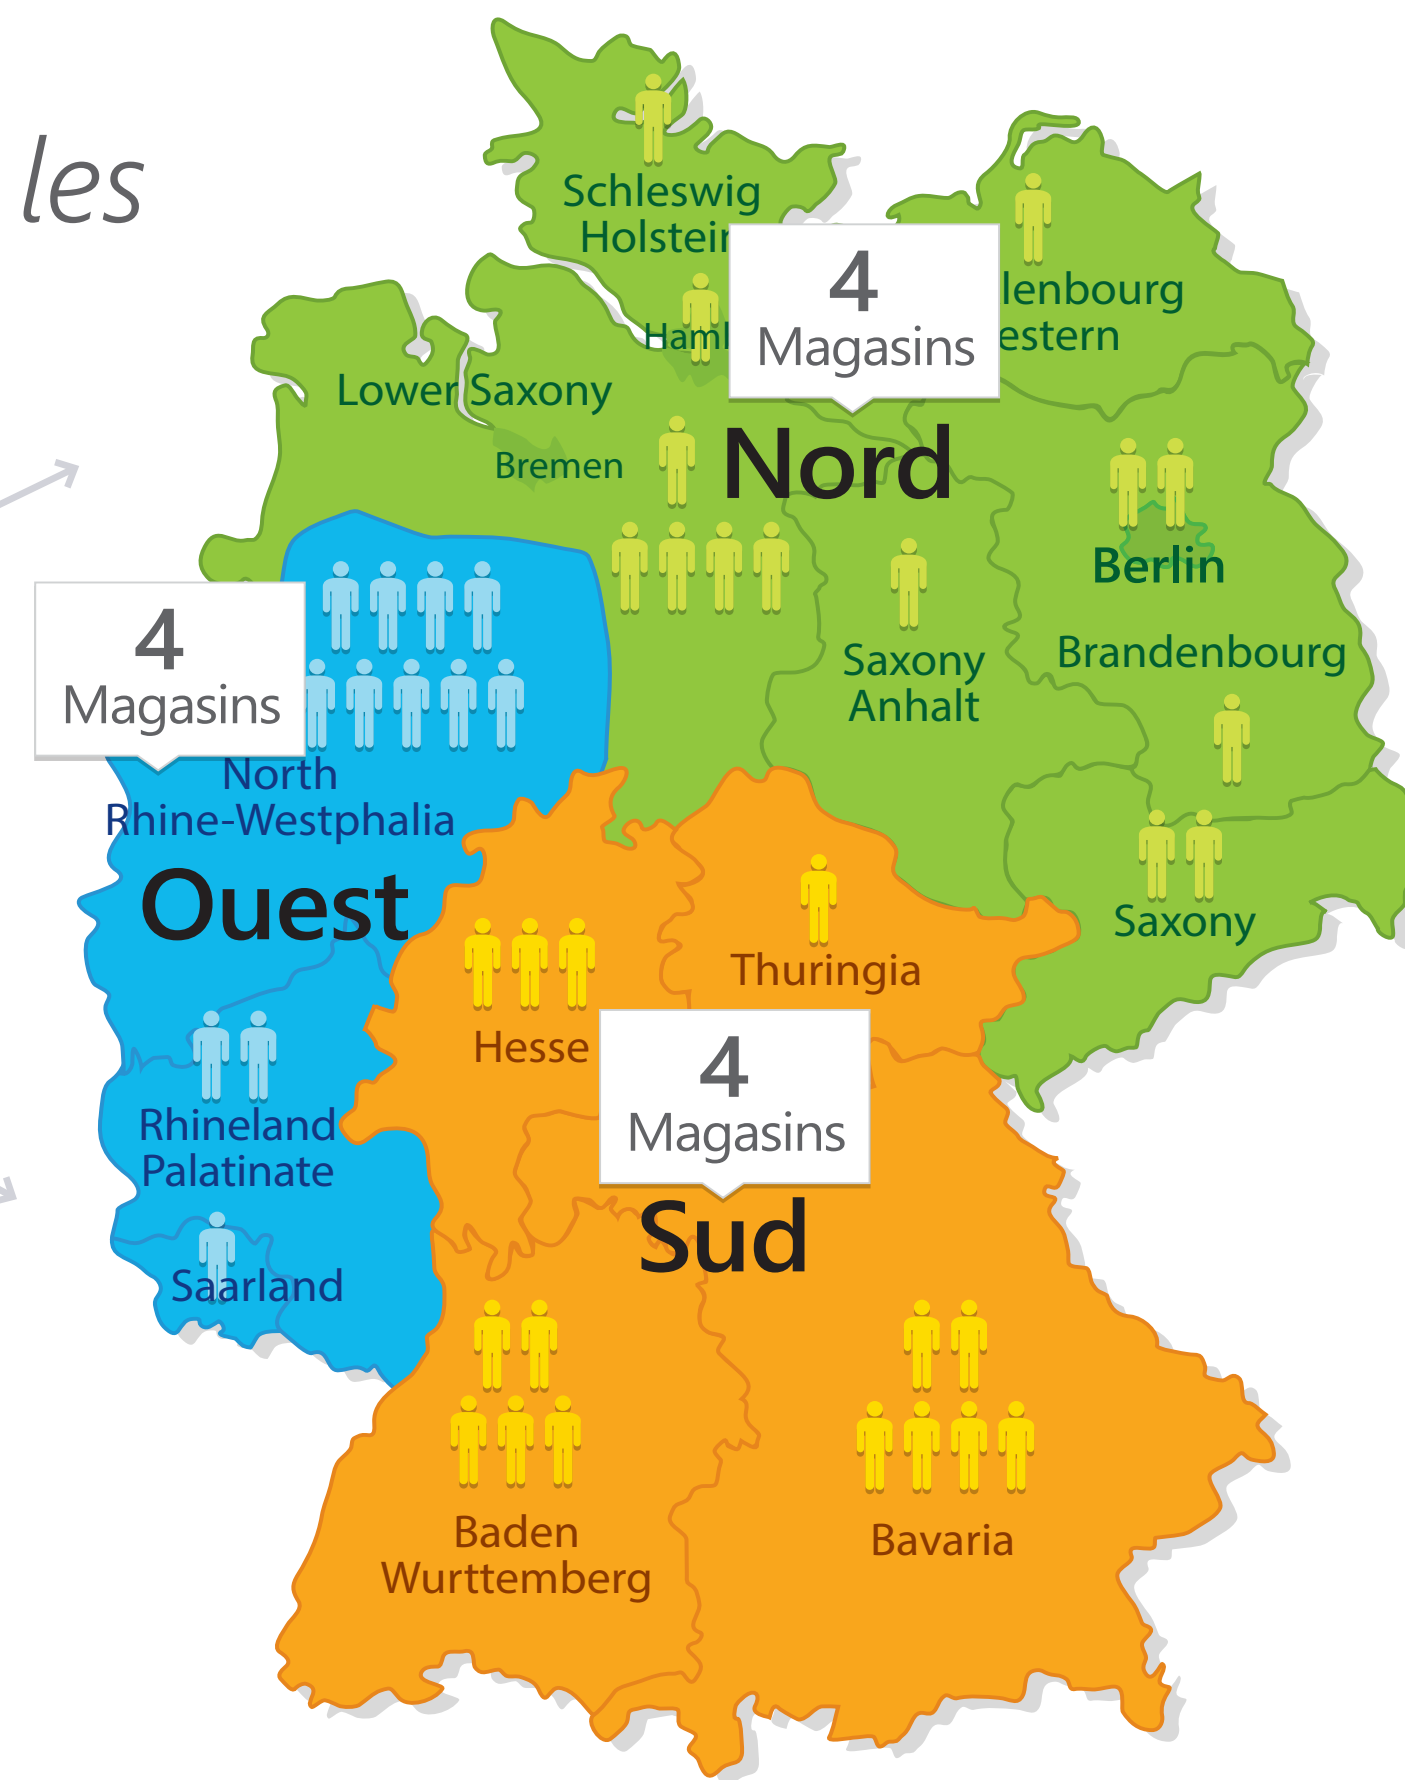 les
Schleswig
Holstein
4
Magasins
lenbourg
estern
Haml
Lower Saxony
Bremen
Nord
Berlin
Saxony
Anhalt
Brandenbourg
4
Magasins
North
Rhine-Westphalia
Ouest
Saxony
Thuringia
Hesse
4
Magasins
Rhineland
Palatinate
Sud
Saarland
Baden
Wurttemberg
Bavaria